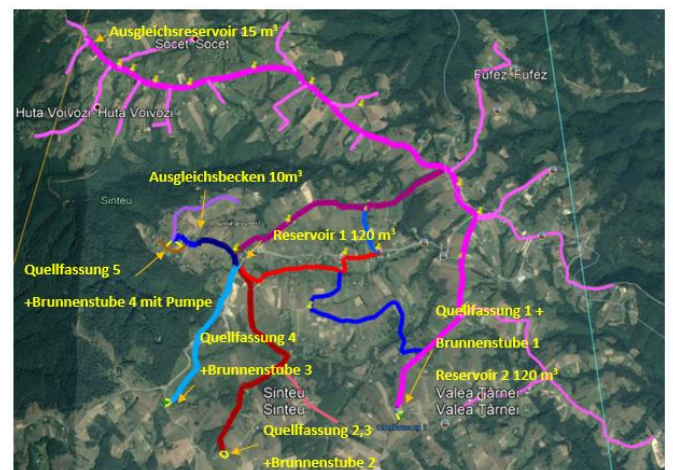 Ausgleichsreservoir 15 m³
Socet Socet
Fufez Fufez
Huta Voivozi Huta Voivozi
Ausgleichsbecken 10m³
Sinteu
Reservoir 1 120 m³
Quellfassung 5
+Brunnenstube 4 mit Pumpe
Quellfassung 1 +
Quellfassung 4
Brunnenstube 1
+Brunnenstube 3
Reservoir 2 120 m³
Sinteu
Sinteu
Valea Târnei
Valea Târnei
Quellfassung 2,3
Quellfassung 1
+Brunnenstube 2